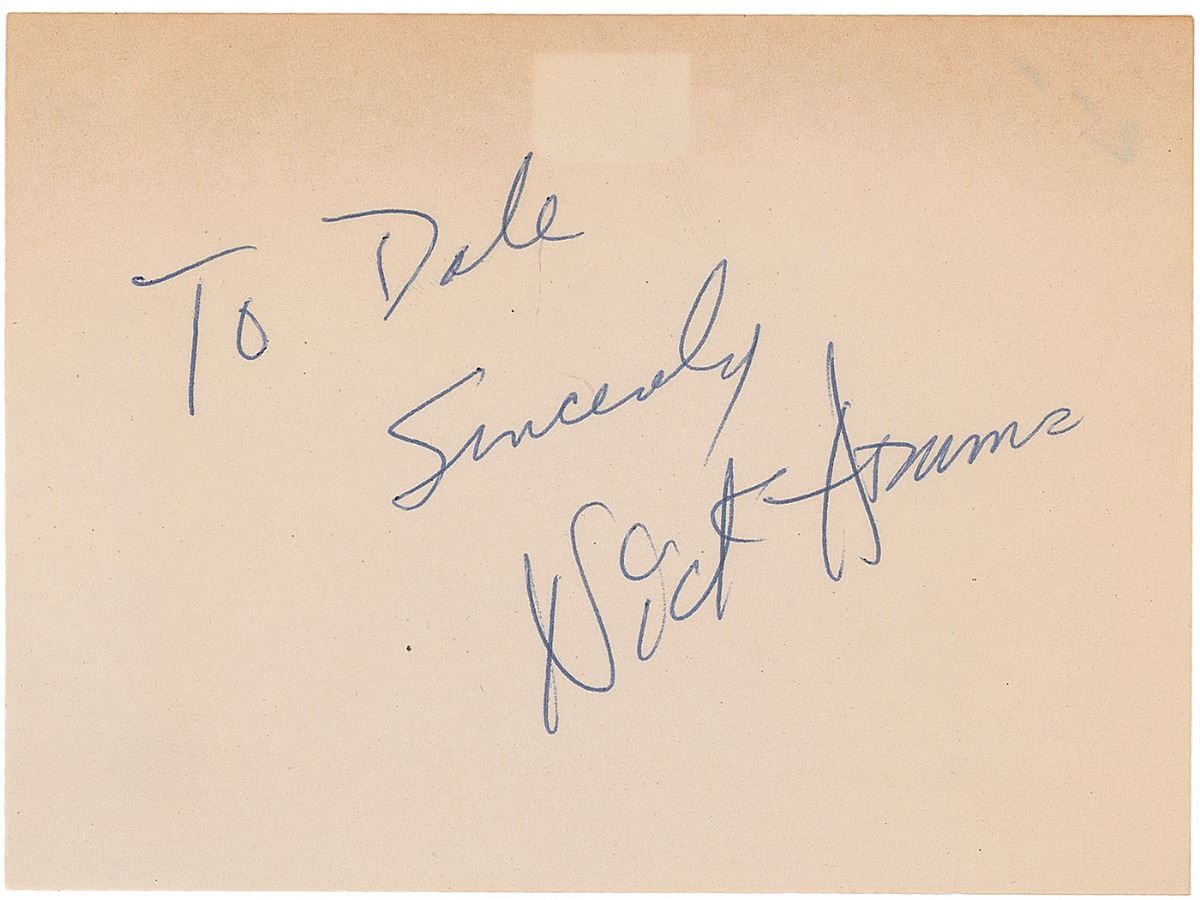 To Dale
Sincerely
Nick Adams